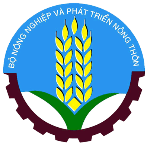 BỘ NÔNG NGHIỆP VÀ PHÁT TRIỂN NÔNG THÔN